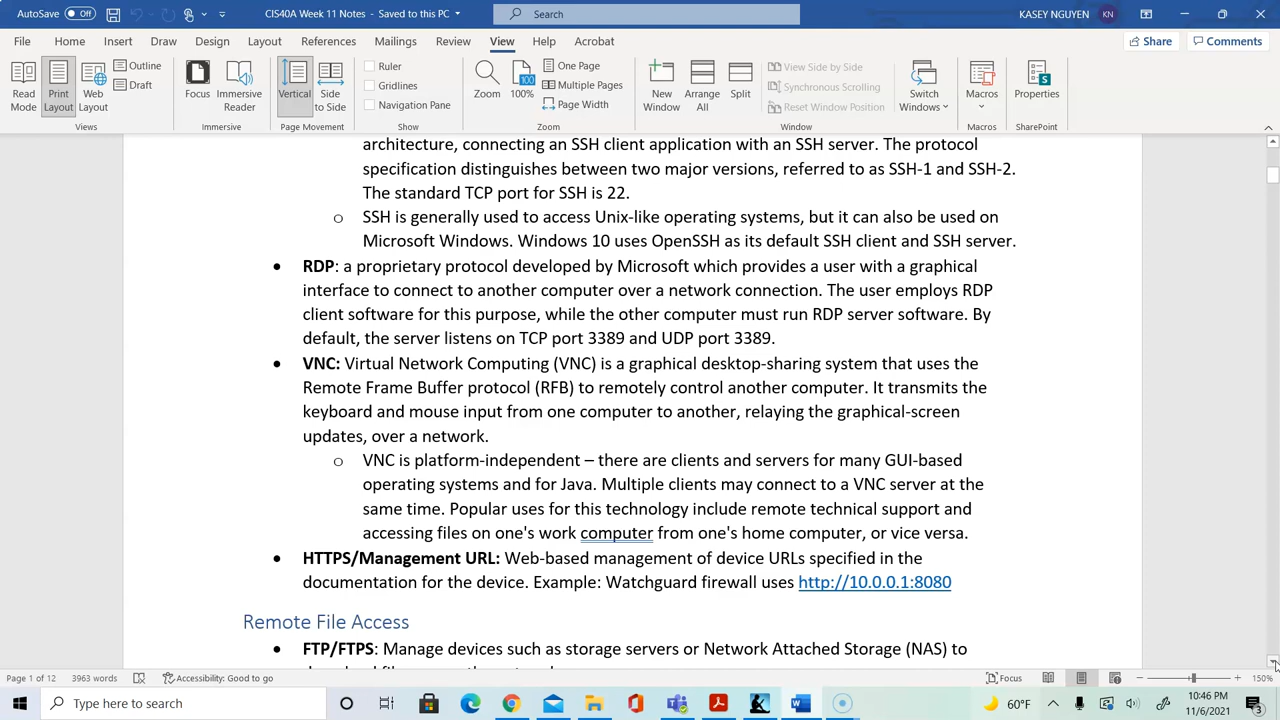 AutoSave Off CIS40A Notes Saved to this PC Search KASEY NGUYEN KN
File Home Insert Draw Design Layout References Mailings Review View Help Acrobat Share Comments
Read Mode Print Layout Web Layout Outline Draft Focus Immersive Reader Vertical Side to Side Ruler Gridlines Navigation Pane Zoom 100 100% One Page Multiple Pages Page Width New Window Arrange All Split View Side by Side Synchronous Scrolling Reset Window Position Switch Windows Macros Properties
Views Immersive Page Movement Show Zoom Window Macros SharePoint
architecture, connecting an SSH client application with an SSH server. The protocol
specification distinguishes between two major versions, referred to as SSH-1 and SSH-2.
The standard TCP port for SSH is 22.
o SSH is generally used to access Unix-like operating systems, but it can also be used on
Microsoft Windows. Windows 10 uses OpenSSH as its default SSH client and SSH server.
• RDP: a proprietary protocol developed by Microsoft which provides a user with a graphical
interface to connect to another computer over a network connection. The user employs RDP
client software for this purpose, while the other computer must run RDP server software. By
default, the server listens on TCP port 3389 and UDP port 3389.
• VNC: Virtual Network Computing (VNC) is a graphical desktop-sharing system that uses the
Remote Frame Buffer protocol (RFB) to remotely control another computer. It transmits the
keyboard and mouse input from one computer to another, relaying the graphical-screen
updates, over a network.
o VNC is platform-independent – there are clients and servers for many GUI-based
operating systems and for Java. Multiple clients may connect to a VNC server at the
same time. Popular uses for this technology include remote technical support and
accessing files on one's work computer from one's home computer, or vice versa.
• HTTPS/Management URL: Web-based management of device URLs specified in the
documentation for the device. Example: Watchguard firewall uses http://10.0.0.1:8080
Remote File Access
• FTP/FTPS: Manage devices such as storage servers or Network Attached Storage (NAS) to
Page 1 of 12 3963 words Accessibility: Good to go Focus 150%
Type here to search 60°F 10:46 PM
11/6/2021